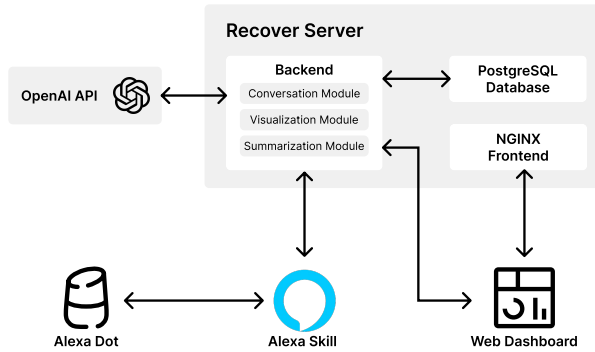 Recover Server
OpenAI API
Backend
Conversation Module
Visualization Module
Summarization Module
PostgreSQL
Database
NGINX
Frontend
Alexa Dot
Alexa Skill
Web Dashboard